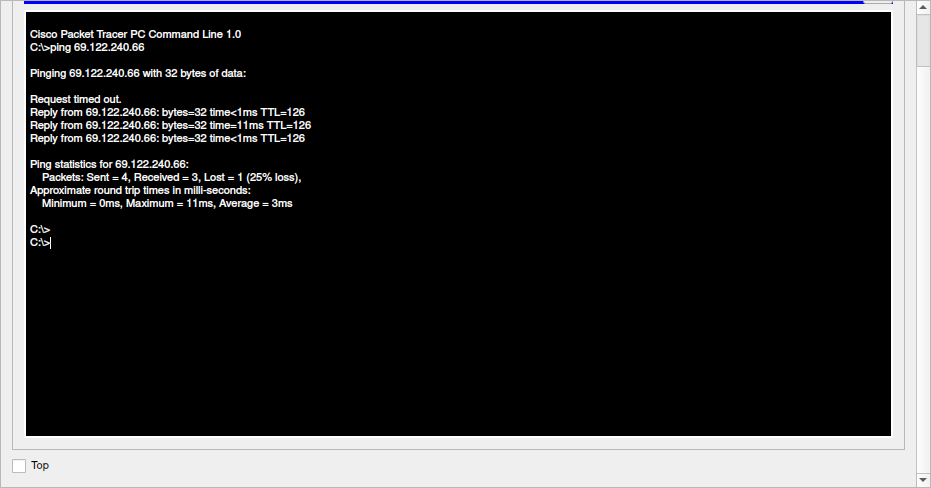 Cisco Packet Tracer PC Command Line 1.0
C:\>ping 69.122.240.66
Pinging 69.122.240.66 with 32 bytes of data:
Request timed out.
Reply from 69.122.240.66: bytes=32 time<1ms TTL=126
Reply from 69.122.240.66: bytes=32 time=11ms TTL=126
Reply from 69.122.240.66: bytes=32 time<1ms TTL=126
Ping statistics for 69.122.240.66:
Packets: Sent = 4, Received = 3, Lost = 1 (25% loss),
Approximate round trip times in milli-seconds:
Minimum = 0ms, Maximum = 11ms, Average = 3ms
C:\>
C:\>
Top